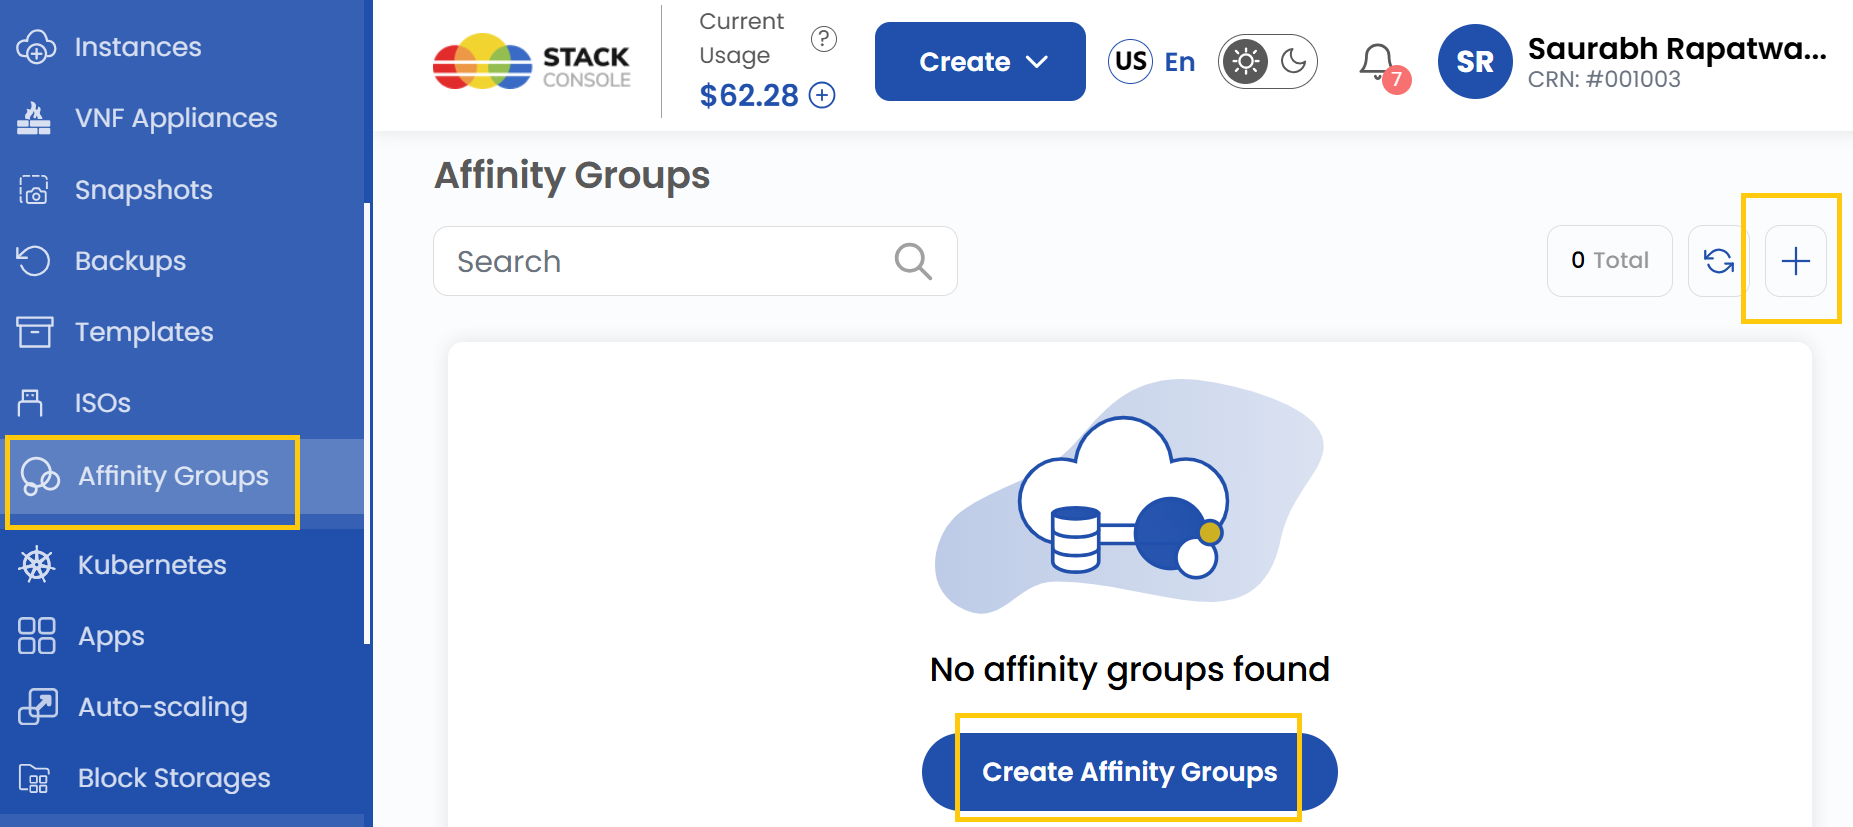 Instances
VNF Appliances
Snapshots
Backups
Templates
ISOs
Affinity Groups
Kubernetes
Apps
Auto-scaling
Block Storages
STACK
CONSOLE
Current
Usage
?
$62.28
Create
US En
7
SR
Saurabh Rapatwa...
CRN: #001003
Affinity Groups
Search
0 Total
No affinity groups found
Create Affinity Groups